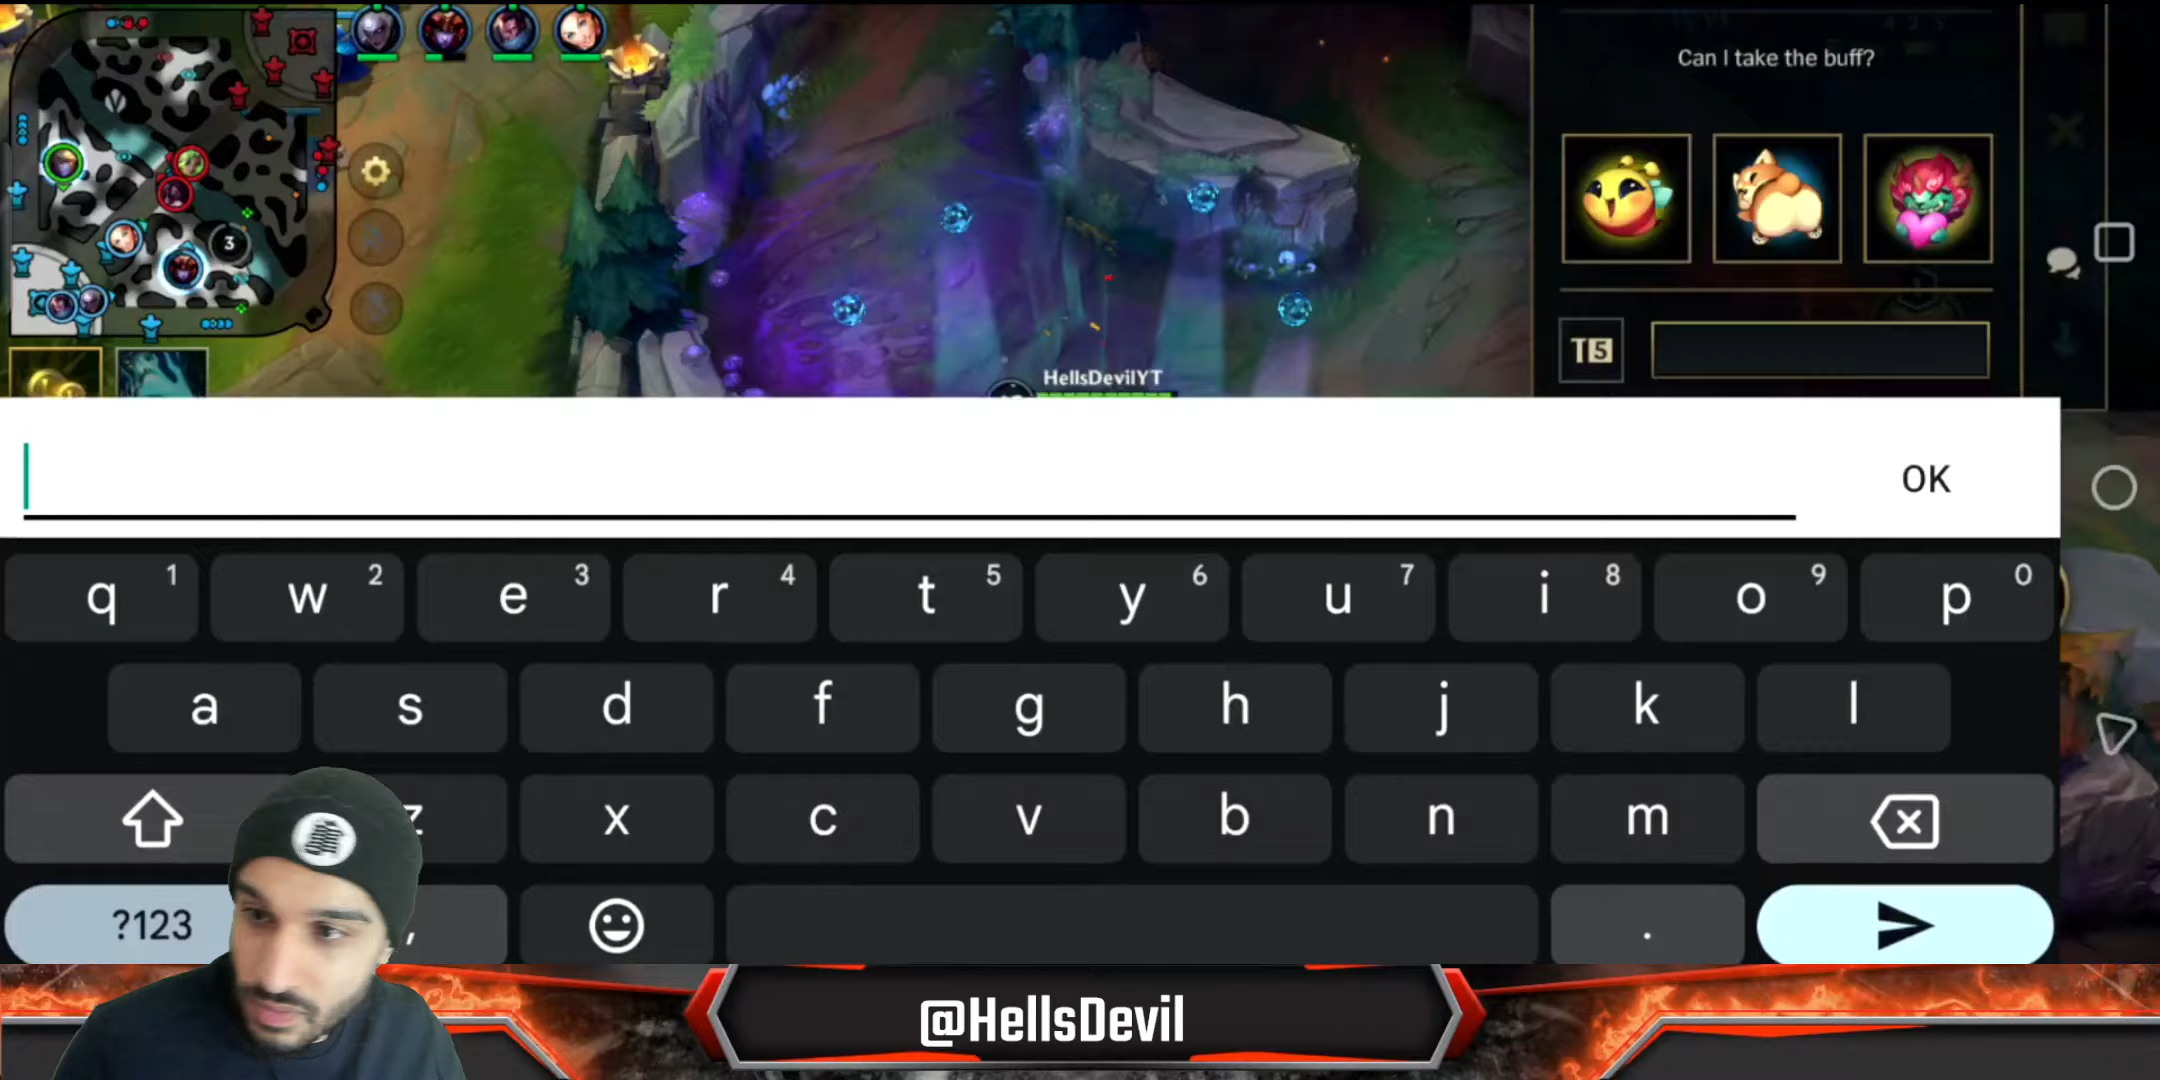 Can I take the buff?
3
T5
HellsDevilYT
OK
q 1 w 2 e 3 r 4 t 5 y 6 u 7 i 8 o 9 p 0
a s d f g h j k l
z x c v b n m
?123 , .
@HellsDevil